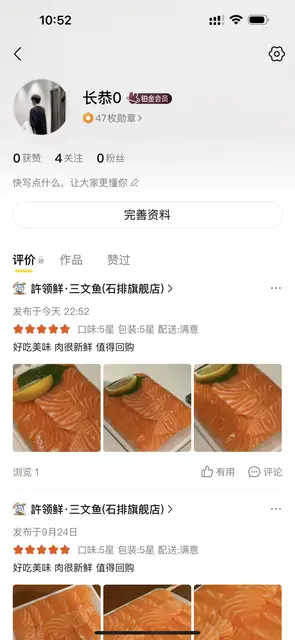 10:52
长恭0 铂金会员
47枚勋章 >
0获赞 4关注 0粉丝
快写点什么，让大家更懂你
完善资料
评价 作品 赞过
許领鲜·三文鱼(石排旗舰店) >
发布于今天 22:52
口味:5星 包装:5星 配送:满意
好吃美味 肉很新鲜 值得回购
浏览 1 有用 评论
許领鲜·三文鱼(石排旗舰店) >
发布于9月24日
口味:5星 包装:5星 配送:满意
好吃美味 肉很新鲜 值得回购